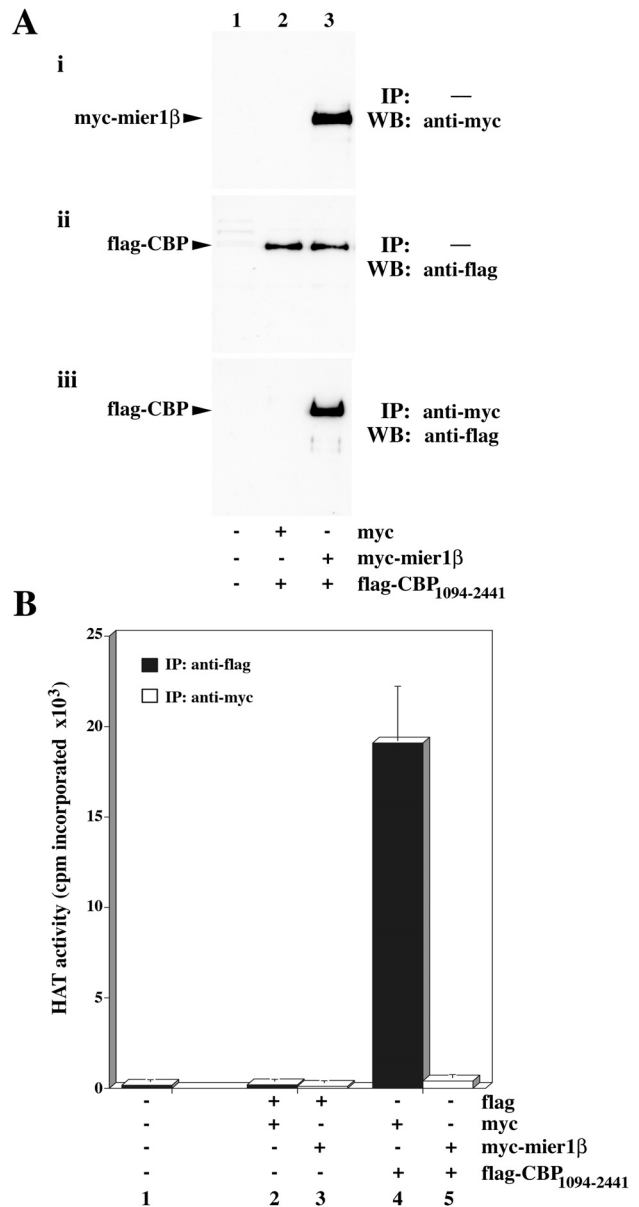 A
1 2 3
i
myc-mier1β
IP: —
WB: anti-myc
ii
flag-CBP
IP: —
WB: anti-flag
iii
flag-CBP
IP: anti-myc
WB: anti-flag
- + - myc
- - + myc-mier1β
- + + flag-CBP1094-2441
B
25
20
15
10
5
0
HAT activity (cpm incorporated x10³)
IP: anti-flag
IP: anti-myc
- + + - - flag
- + - + - myc
- - + - + myc-mier1β
- - - + + flag-CBP1094-2441
1 2 3 4 5